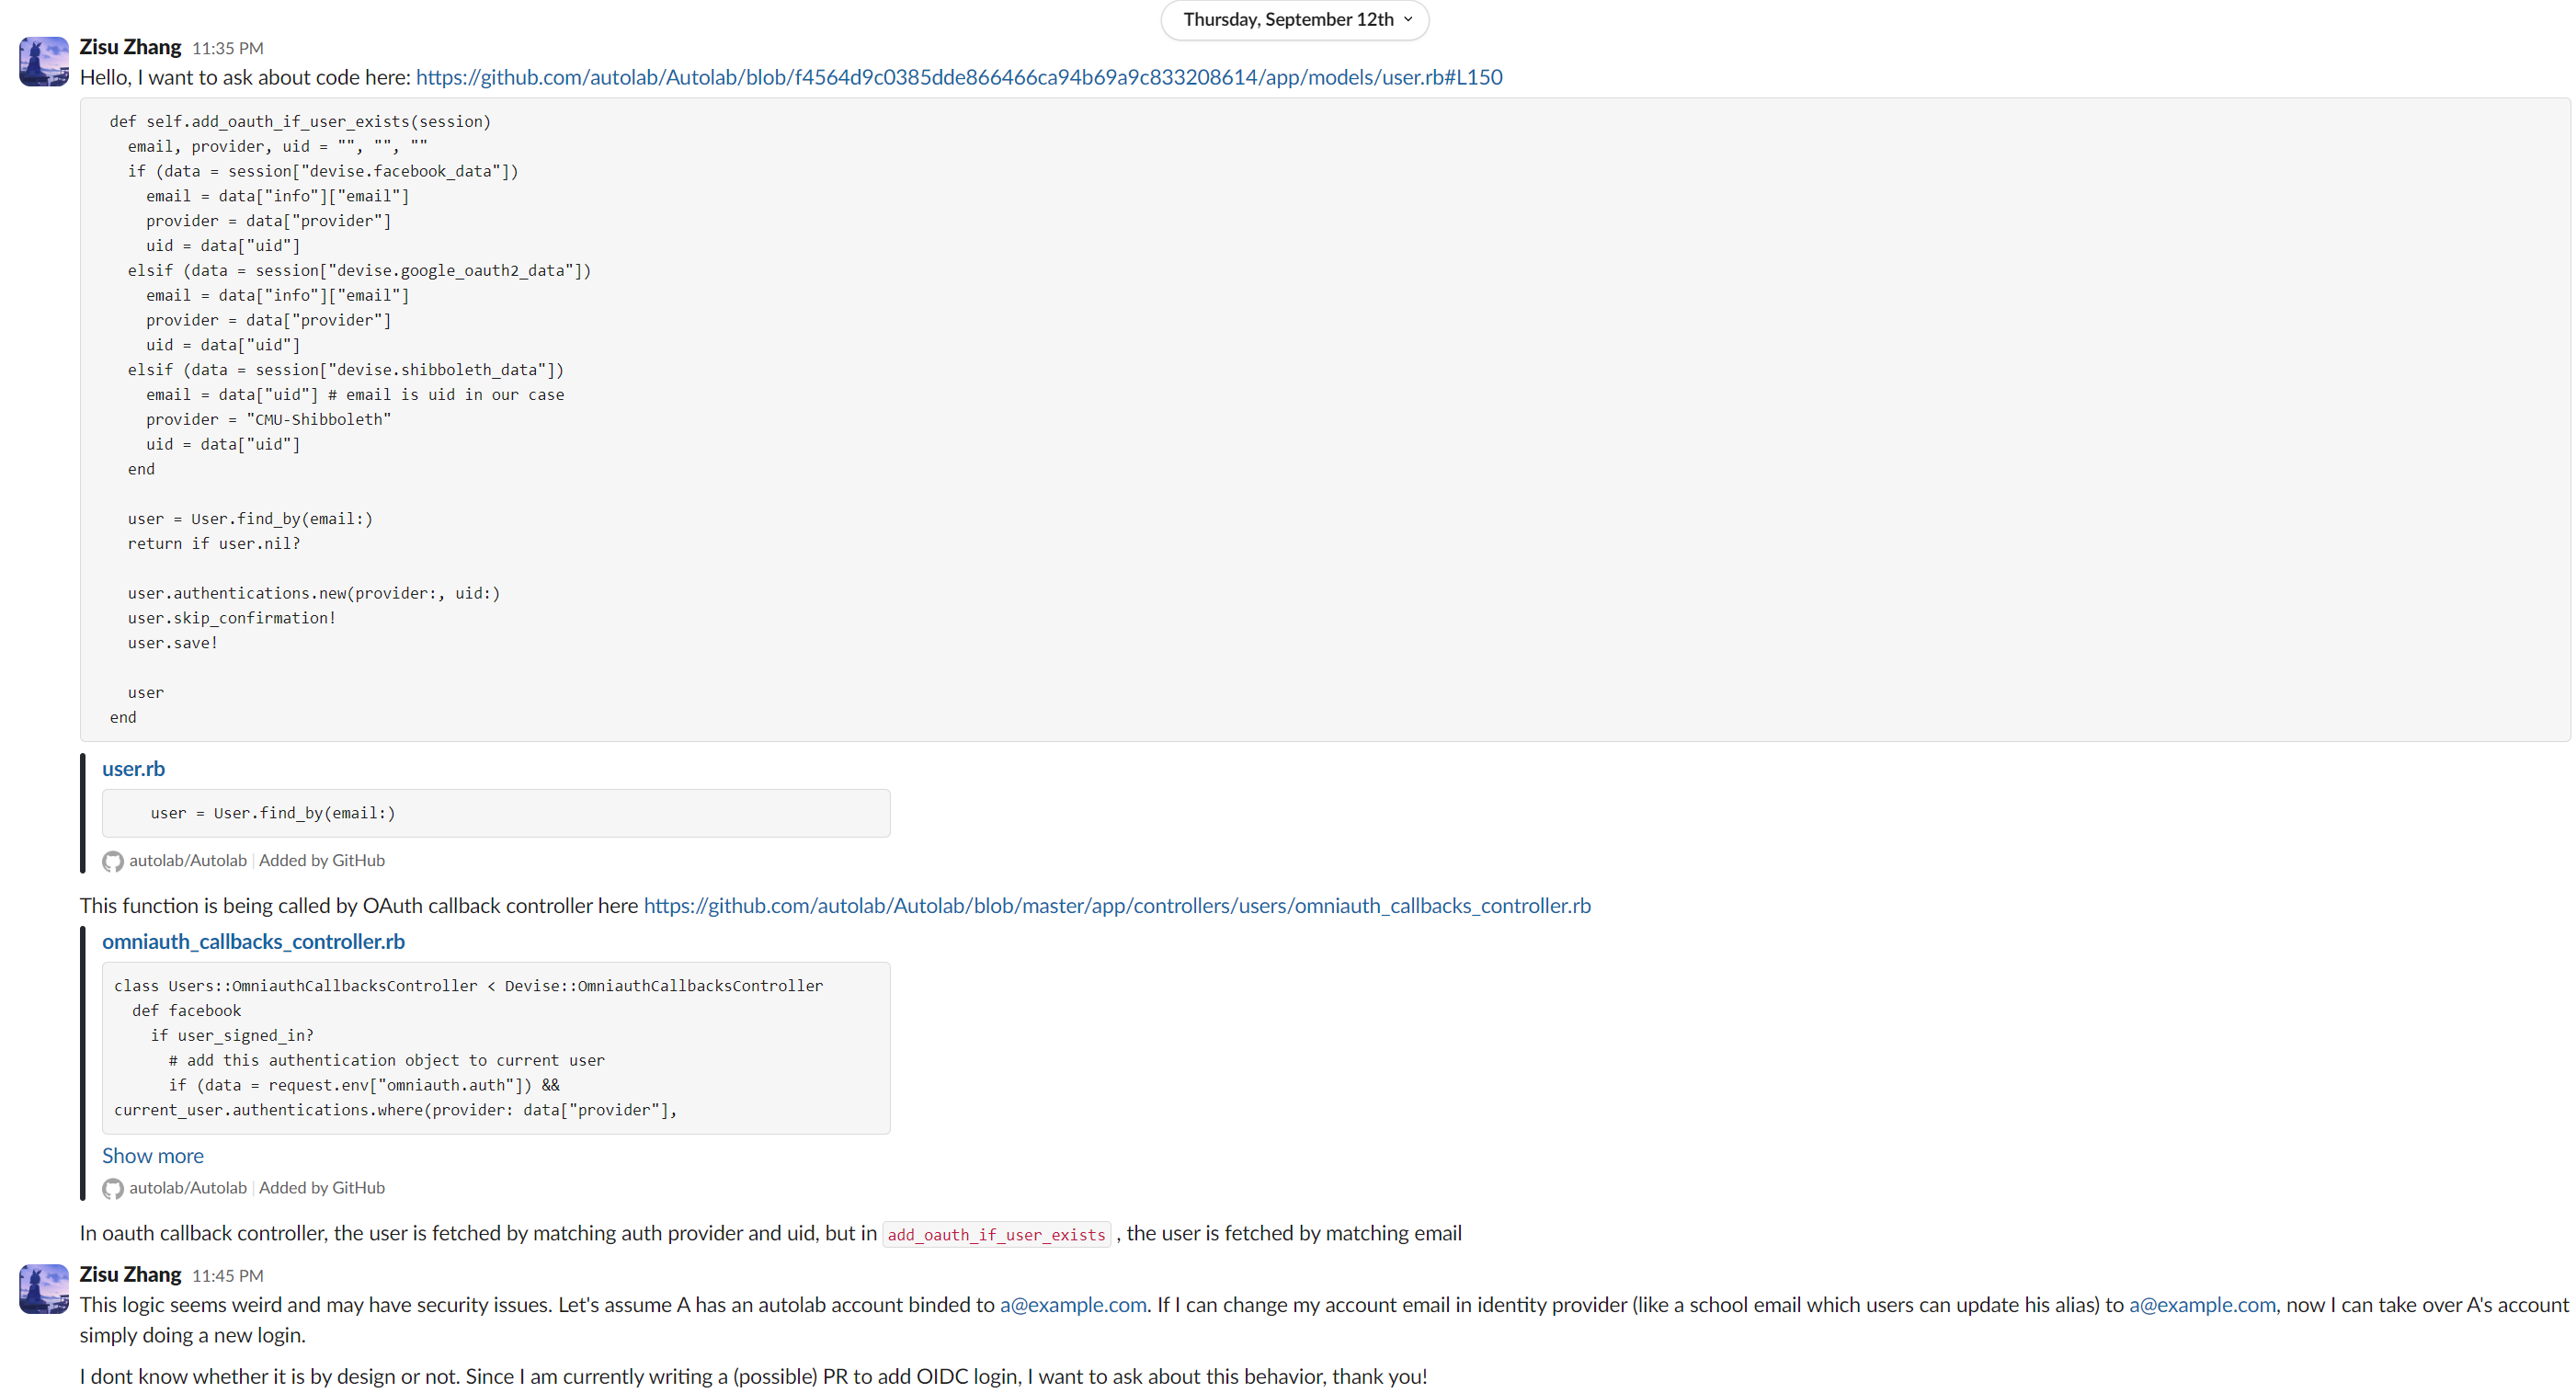 Thursday, September 12th
Zisu Zhang 11:35 PM
Hello, I want to ask about code here: https://github.com/autolab/Autolab/blob/f4564d9c0385dde866466ca94b69a9c833208614/app/models/user.rb#L150
def self.add_oauth_if_user_exists(session)
email, provider, uid = "", "", ""
if (data = session["devise.facebook_data"])
email = data["info"]["email"]
provider = data["provider"]
uid = data["uid"]
elsif (data = session["devise.google_oauth2_data"])
email = data["info"]["email"]
provider = data["provider"]
uid = data["uid"]
elsif (data = session["devise.shibboleth_data"])
email = data["uid"] # email is uid in our case
provider = "CMU-Shibboleth"
uid = data["uid"]
end
user = User.find_by(email:)
return if user.nil?
user.authentications.new(provider:, uid:)
user.skip_confirmation!
user.save!
user
end
user.rb
user = User.find_by(email:)
autolab/Autolab | Added by GitHub
This function is being called by OAuth callback controller here https://github.com/autolab/Autolab/blob/master/app/controllers/users/omniauth_callbacks_controller.rb
omniauth_callbacks_controller.rb
class Users::OmniauthCallbacksController < Devise::OmniauthCallbacksController
def facebook
if user_signed_in?
# add this authentication object to current user
if (data = request.env["omniauth.auth"]) &&
current_user.authentications.where(provider: data["provider"],
Show more
autolab/Autolab | Added by GitHub
In oauth callback controller, the user is fetched by matching auth provider and uid, but in add_oauth_if_user_exists , the user is fetched by matching email
Zisu Zhang 11:45 PM
This logic seems weird and may have security issues. Let's assume A has an autolab account binded to a@example.com. If I can change my account email in identity provider (like a school email which users can update his alias) to a@example.com, now I can take over A's account
simply doing a new login.
I dont know whether it is by design or not. Since I am currently writing a (possible) PR to add OIDC login, I want to ask about this behavior, thank you!